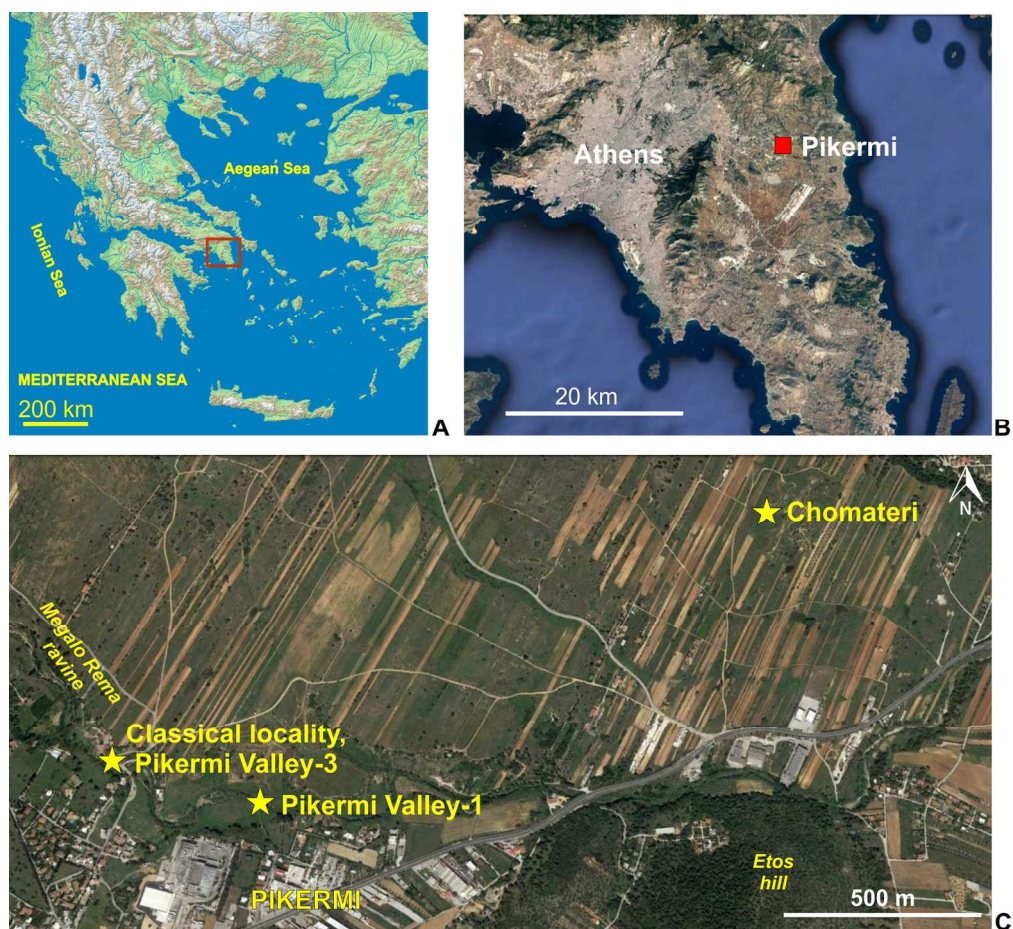 Aegean Sea
Ionian Sea
MEDITERRANEAN SEA
200 km
A
Athens
Pikermi
20 km
B
Chomateri
N
Megalo Rema
ravine
Classical locality,
Pikermi Valley-3
Pikermi Valley-1
PIKERMI
Etos
hill
500 m
C